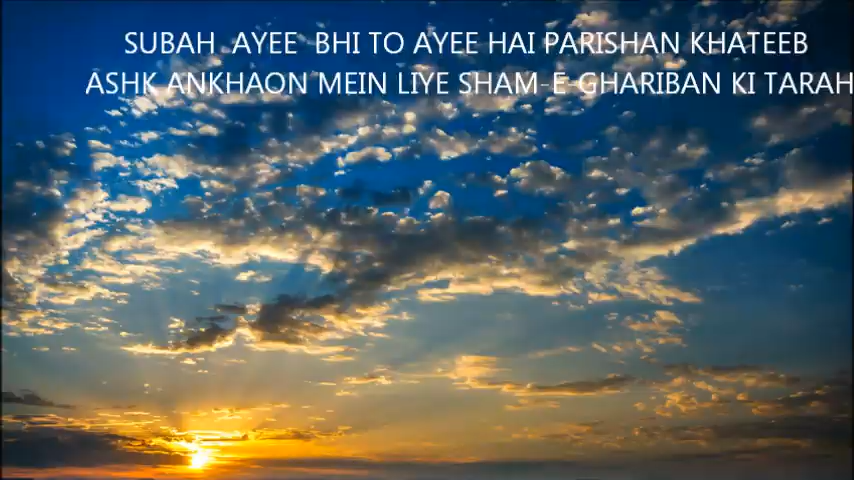 SUBAH AYEE BHI TO AYEE HAI PARISHAN KHATEEB
ASHK ANKHAON MEIN LIYE SHAM-E-GHARIBAN KI TARAH